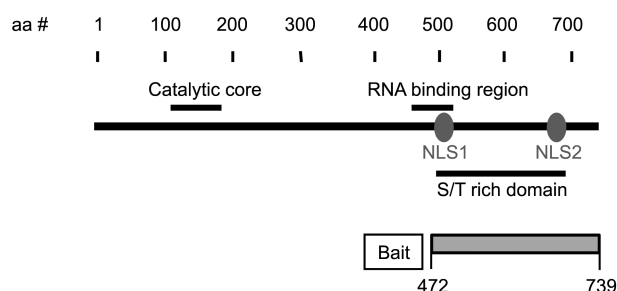 aa # 1 100 200 300 400 500 600 700
Catalytic core RNA binding region
NLS1 NLS2
S/T rich domain
Bait
472 739